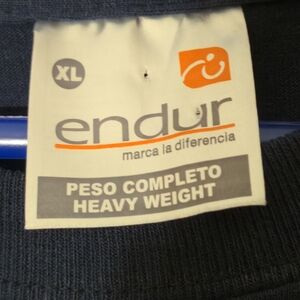 XL
endur
marca la diferencia
PESO COMPLETO
HEAVY WEIGHT